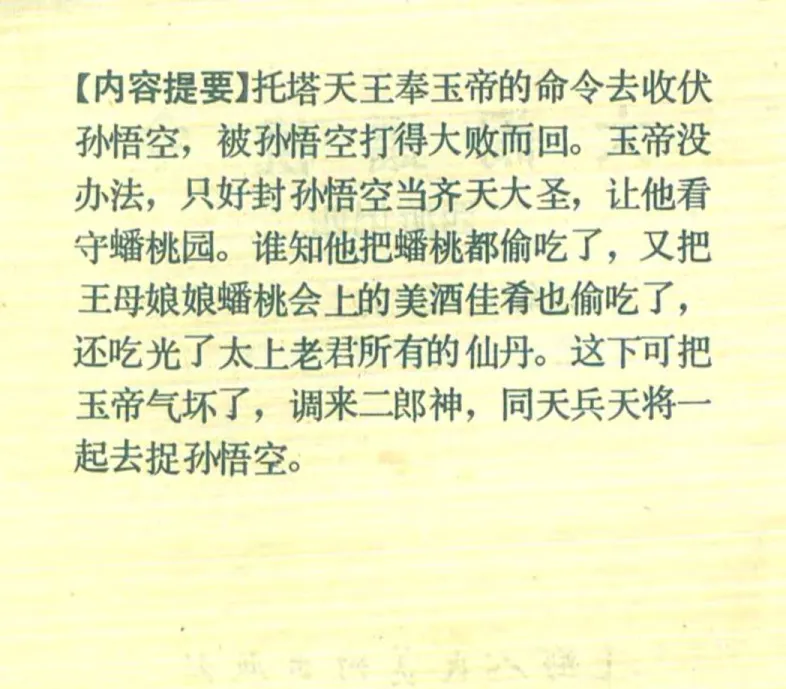 【内容提要】托塔天王奉玉帝的命令去收伏
孙悟空，被孙悟空打得大败而回。玉帝没
办法，只好封孙悟空当齐天大圣，让他看
守蟠桃园。谁知他把蟠桃都偷吃了，又把
王母娘娘蟠桃会上的美酒佳肴也偷吃了，
还吃光了太上老君所有的仙丹。这下可把
玉帝气坏了，调来二郎神，同天兵天将一
起去捉孙悟空。